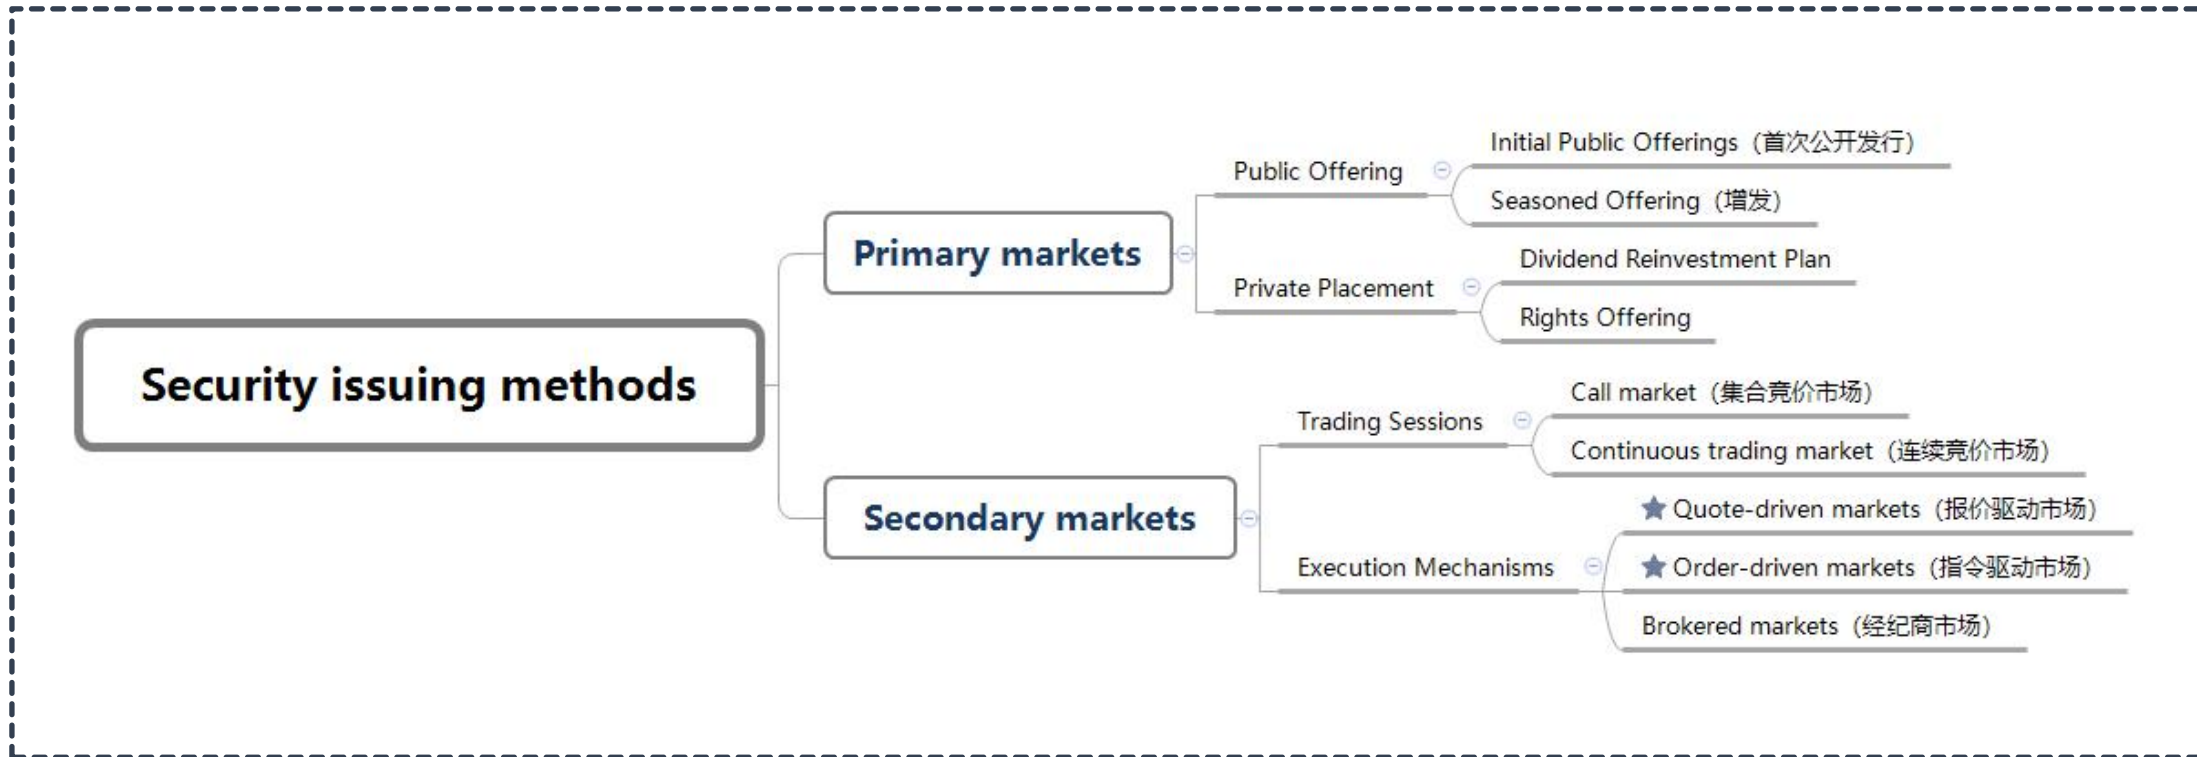 Security issuing methods
Primary markets
Public Offering
Initial Public Offerings（首次公开发行）
Seasoned Offering（增发）
Private Placement
Dividend Reinvestment Plan
Rights Offering
Secondary markets
Trading Sessions
Call market（集合竞价市场）
Continuous trading market（连续竞价市场）
Execution Mechanisms
Quote-driven markets（报价驱动市场）
Order-driven markets（指令驱动市场）
Brokered markets（经纪商市场）